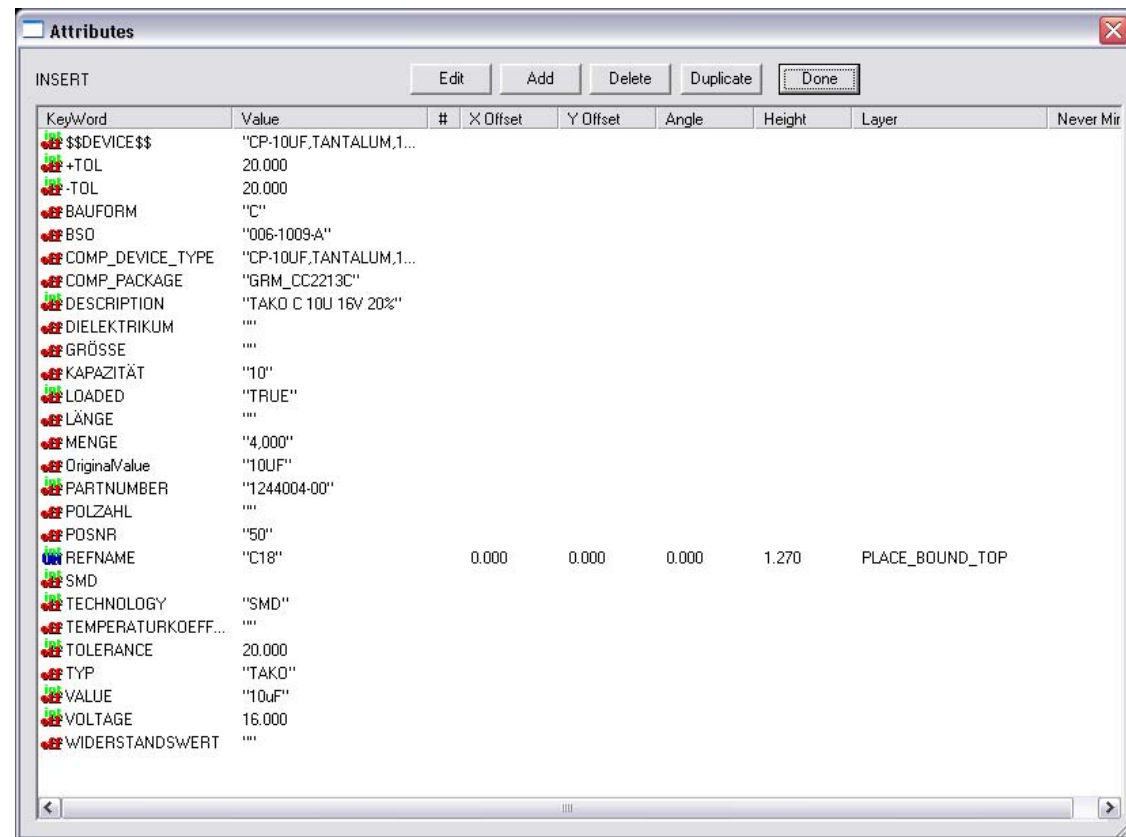 Attributes
INSERT Edit Add Delete Duplicate Done
KeyWord Value # X Offset Y Offset Angle Height Layer Never Mir
$$DEVICE$$ "CP-10UF,TANTALUM,1...
+TOL 20.000
-TOL 20.000
BAUFORM "C"
BSO "006-1009-A"
COMP_DEVICE_TYPE "CP-10UF,TANTALUM,1...
COMP_PACKAGE "GRM_CC2213C"
DESCRIPTION "TAKO C 10U 16V 20%"
DIELEKTRIKUM ""
GRÖSSE ""
KAPAZITÄT "10"
LOADED "TRUE"
LÄNGE ""
MENGE "4,000"
OriginalValue "10UF"
PARTNUMBER "1244004-00"
POLZAHL ""
POSNR "50"
REFNAME "C18" 0.000 0.000 0.000 1.270 PLACE_BOUND_TOP
SMD
TECHNOLOGY "SMD"
TEMPERATURKOEFF... ""
TOLERANCE 20.000
TYP "TAKO"
VALUE "10uF"
VOLTAGE 16.000
WIDERSTANDSWERT ""